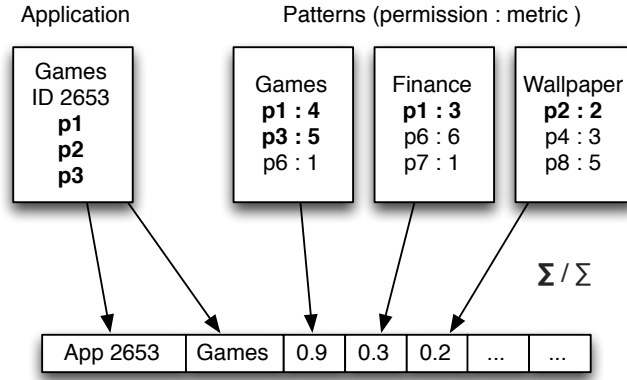 Application
Patterns (permission : metric )
Games
ID 2653
p1
p2
p3
Games
p1 : 4
p3 : 5
p6 : 1
Finance
p1 : 3
p6 : 6
p7 : 1
Wallpaper
p2 : 2
p4 : 3
p8 : 5
Σ / Σ
App 2653 Games 0.9 0.3 0.2 ... ...